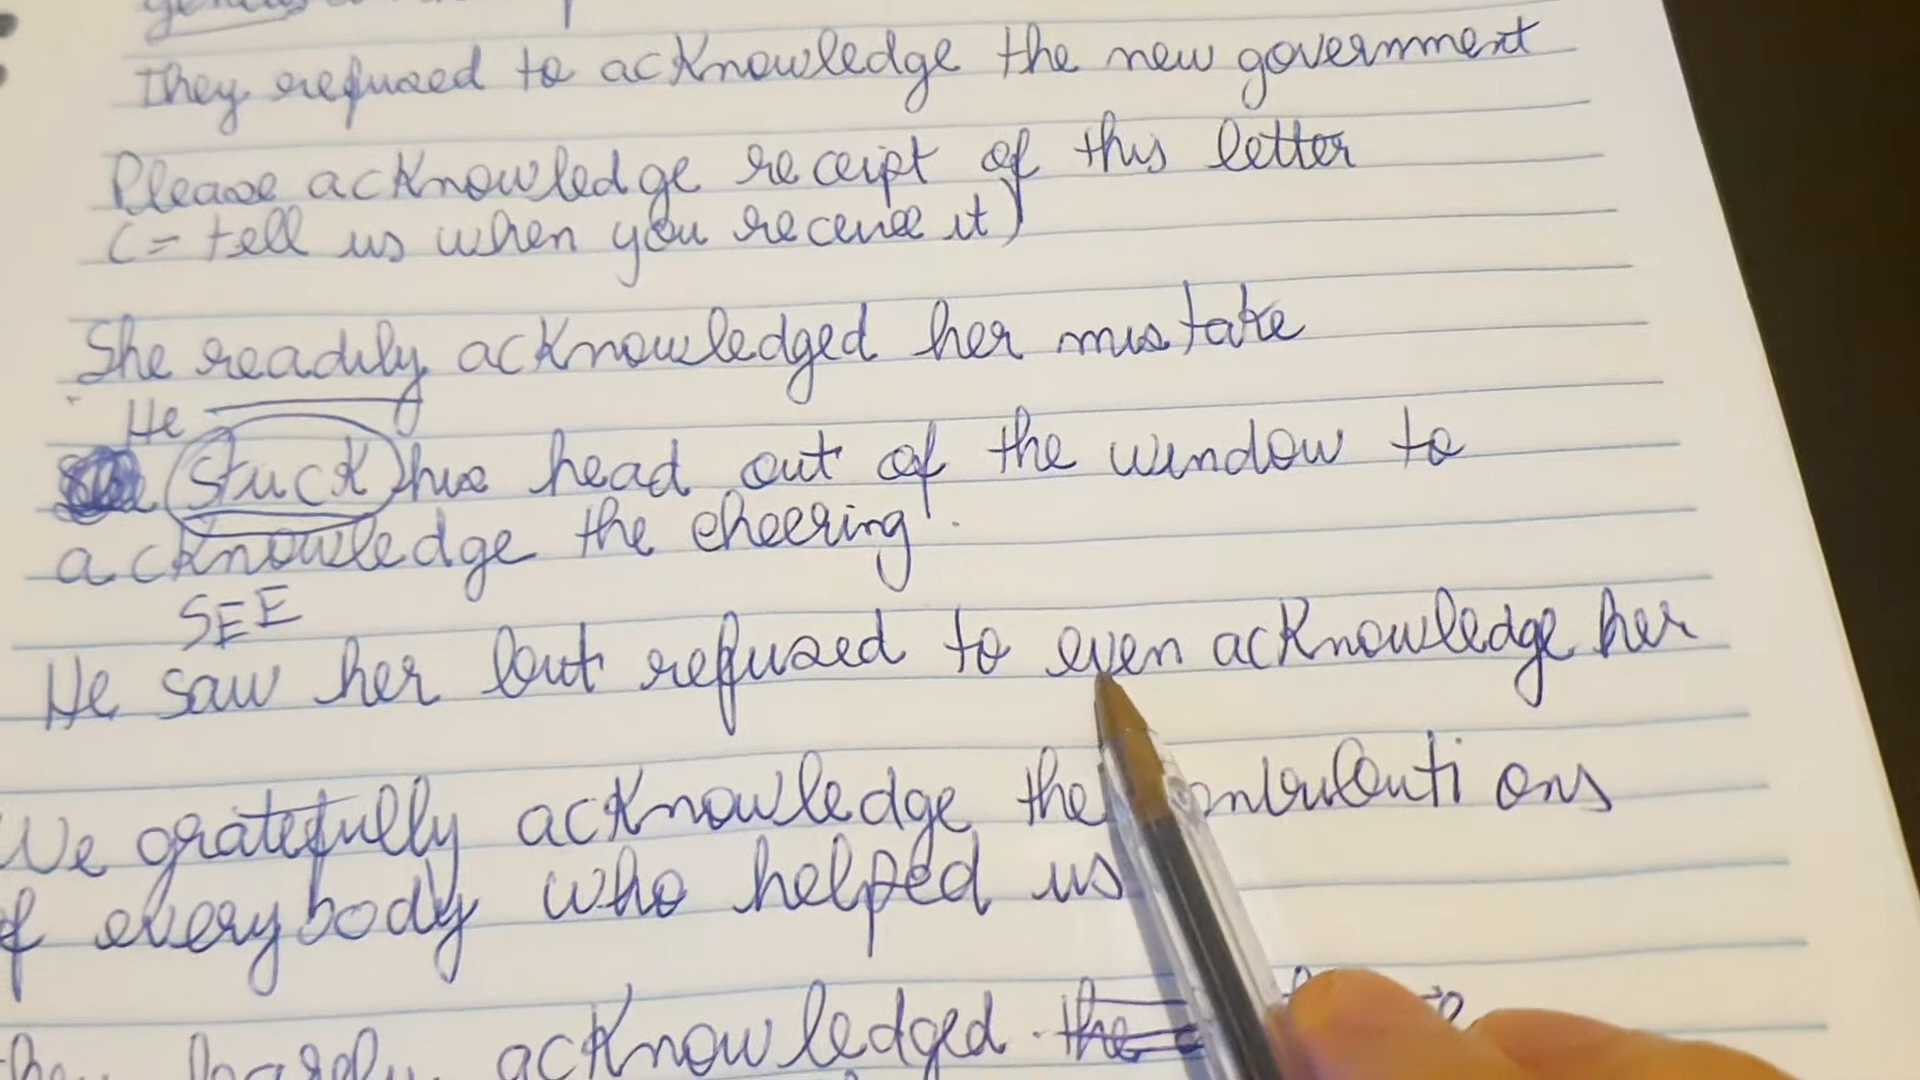 They refused to acknowledge the new government
Please acknowledge receipt of this letter
(= tell us when you receive it)
She readily acknowledged her mistake
He
stuck his head out of the window to
acknowledge the cheering.
SEE
He saw her but refused to even acknowledge her
We gratefully acknowledge the contributions
of everybody who helped us
acknowledged the